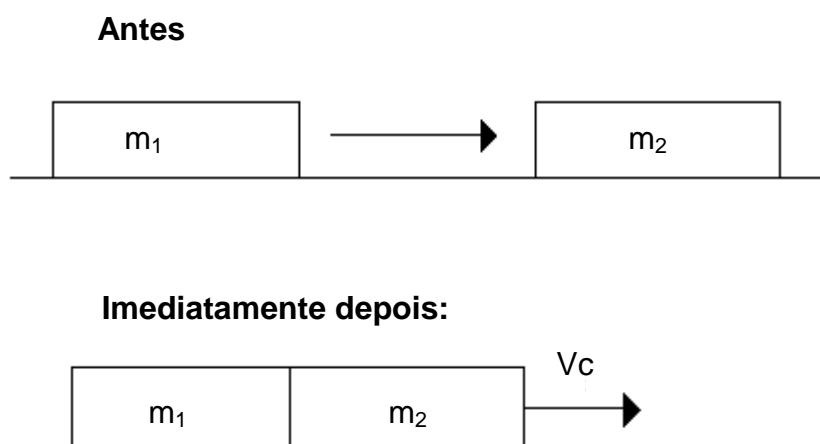 Antes
m₁ m₂
Imediatamente depois:
Vc
m₁ m₂